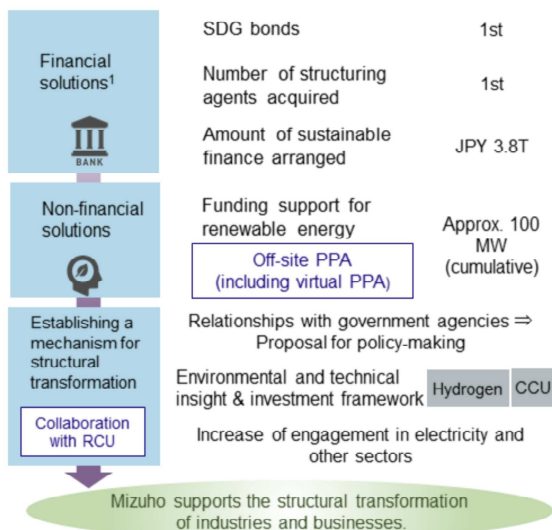 SDG bonds 1st
Financial
solutions¹
Number of structuring
agents acquired 1st
BANK
Amount of sustainable
finance arranged JPY 3.8T
Non-financial
solutions
Funding support for
renewable energy
Off-site PPA
(including virtual PPA)
Approx. 100
MW
(cumulative)
Establishing a
mechanism for
structural
transformation
Collaboration
with RCU
Relationships with government agencies ⇒
Proposal for policy-making
Environmental and technical
insight & investment framework Hydrogen CCU
Increase of engagement in electricity and
other sectors
Mizuho supports the structural transformation
of industries and businesses.